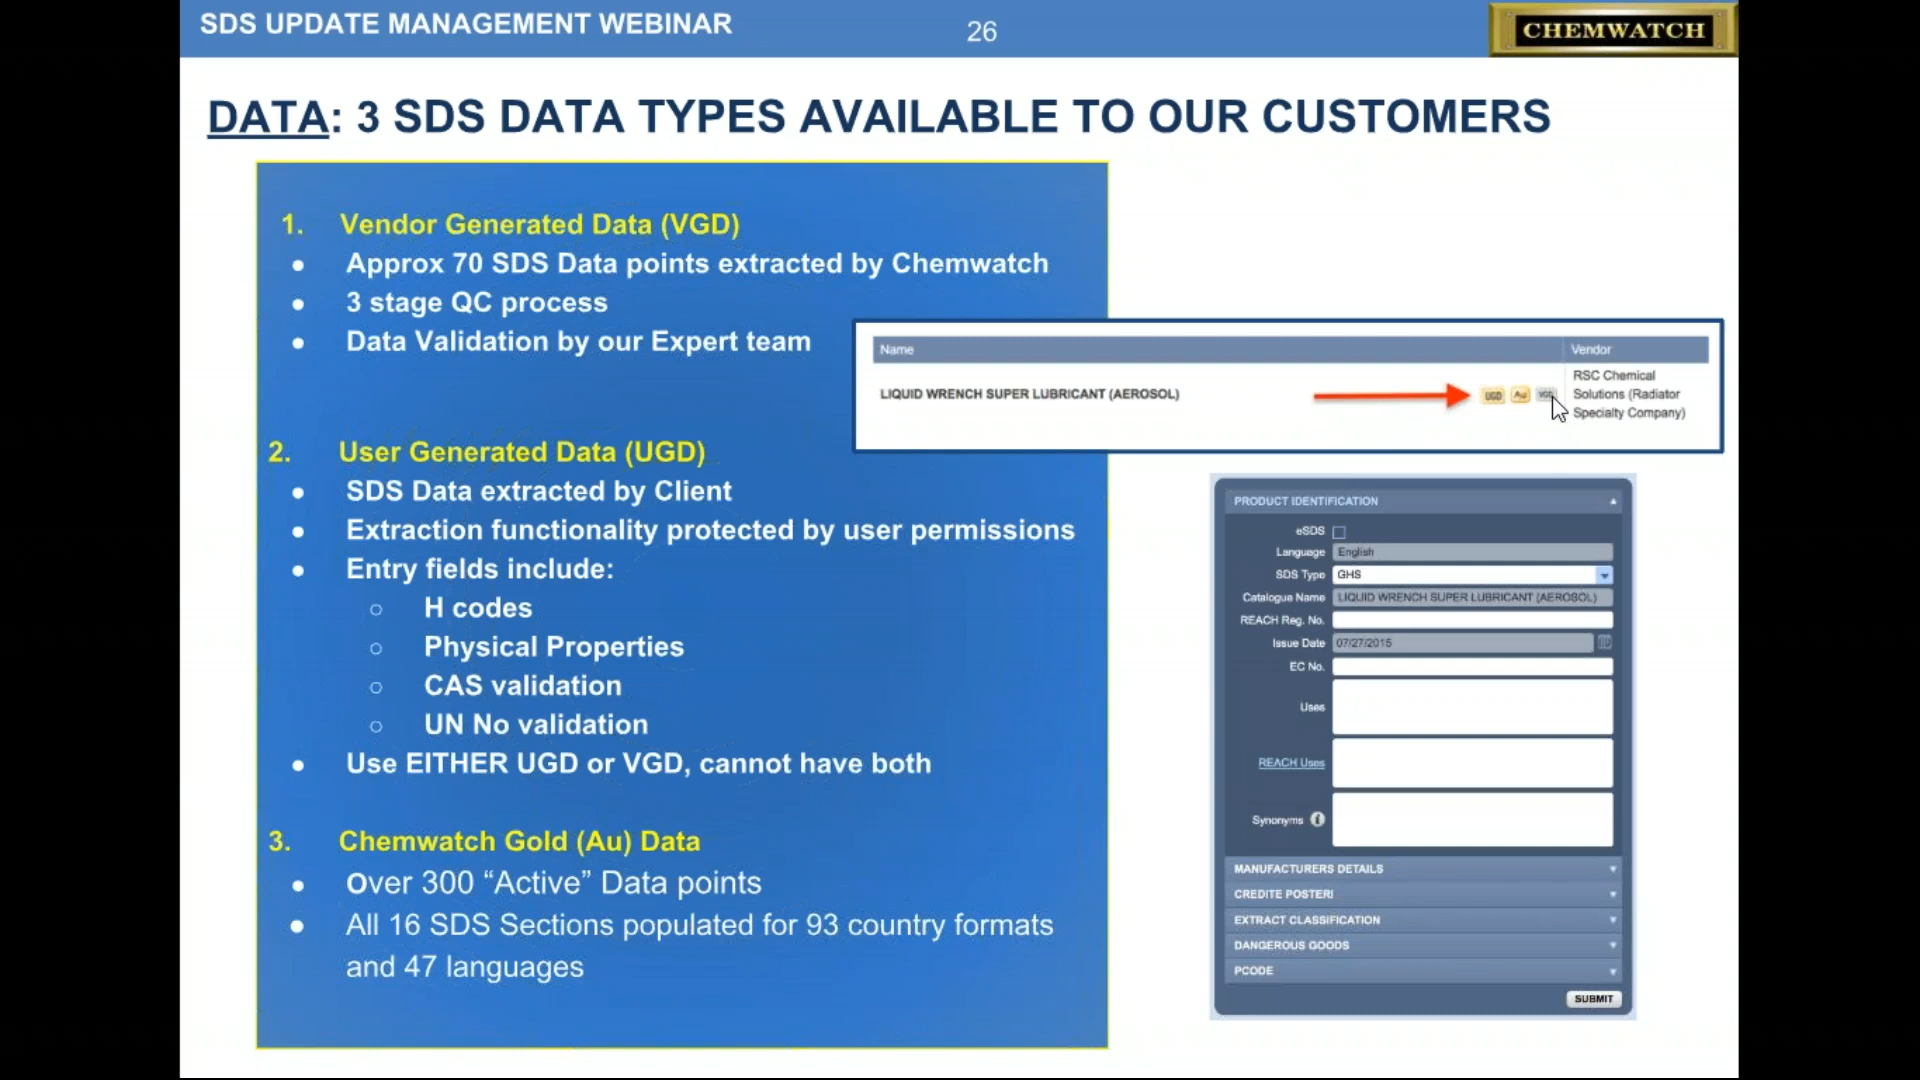 SDS UPDATE MANAGEMENT WEBINAR
26
CHEMWATCH
DATA: 3 SDS DATA TYPES AVAILABLE TO OUR CUSTOMERS
1. Vendor Generated Data (VGD)
● Approx 70 SDS Data points extracted by Chemwatch
● 3 stage QC process
● Data Validation by our Expert team
2. User Generated Data (UGD)
● SDS Data extracted by Client
● Extraction functionality protected by user permissions
● Entry fields include:
○ H codes
○ Physical Properties
○ CAS validation
○ UN No validation
● Use EITHER UGD or VGD, cannot have both
3. Chemwatch Gold (Au) Data
● Over 300 “Active” Data points
● All 16 SDS Sections populated for 93 country formats
and 47 languages
Name Vendor
LIQUID WRENCH SUPER LUBRICANT (AEROSOL) UGD Au VGD
RSC Chemical
Solutions (Radiator
Specialty Company)
PRODUCT IDENTIFICATION
eSDS
Language English
SDS Type GHS
Catalogue Name LIQUID WRENCH SUPER LUBRICANT (AEROSOL)
REACH Reg. No.
Issue Date 07/27/2015
EC No.
Uses
REACH Uses
Synonyms i
MANUFACTURERS DETAILS
CREDITE POSTERI
EXTRACT CLASSIFICATION
DANGEROUS GOODS
PCODE
SUBMIT